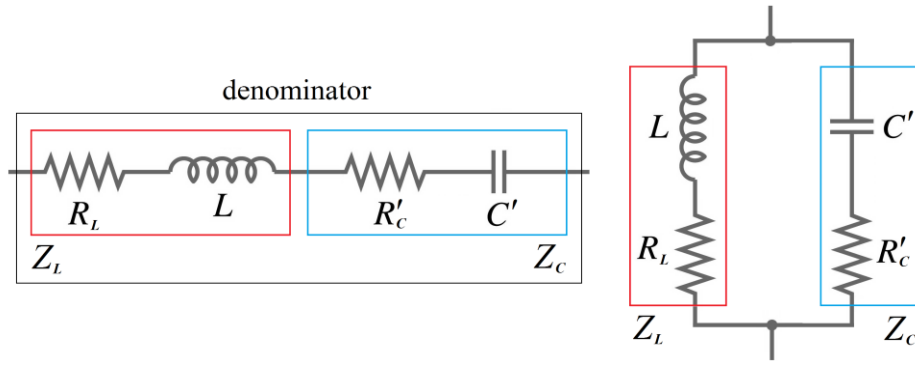 denominator
R_L
L
R'_C
C'
Z_L
Z_C
L
C'
R_L
R'_C
Z_L
Z_C